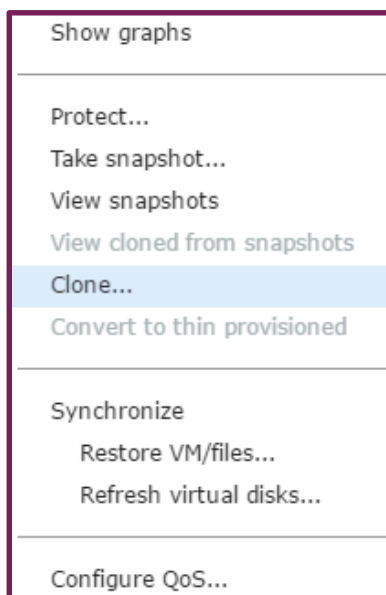 Show graphs
Protect...
Take snapshot...
View snapshots
View cloned from snapshots
Clone...
Convert to thin provisioned
Synchronize
Restore VM/files...
Refresh virtual disks...
Configure QoS...